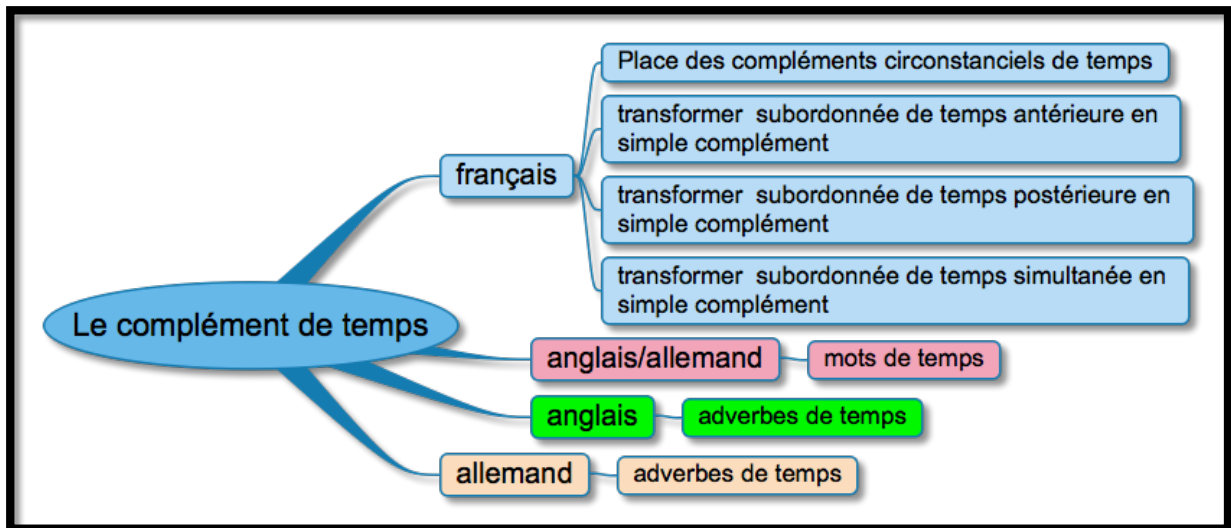 Place des compléments circonstanciels de temps
transformer  subordonnée de temps antérieure en
simple complément
français
transformer  subordonnée de temps postérieure en
simple complément
transformer  subordonnée de temps simultanée en
simple complément
Le complément de temps
anglais/allemand
mots de temps
anglais
adverbes de temps
allemand
adverbes de temps